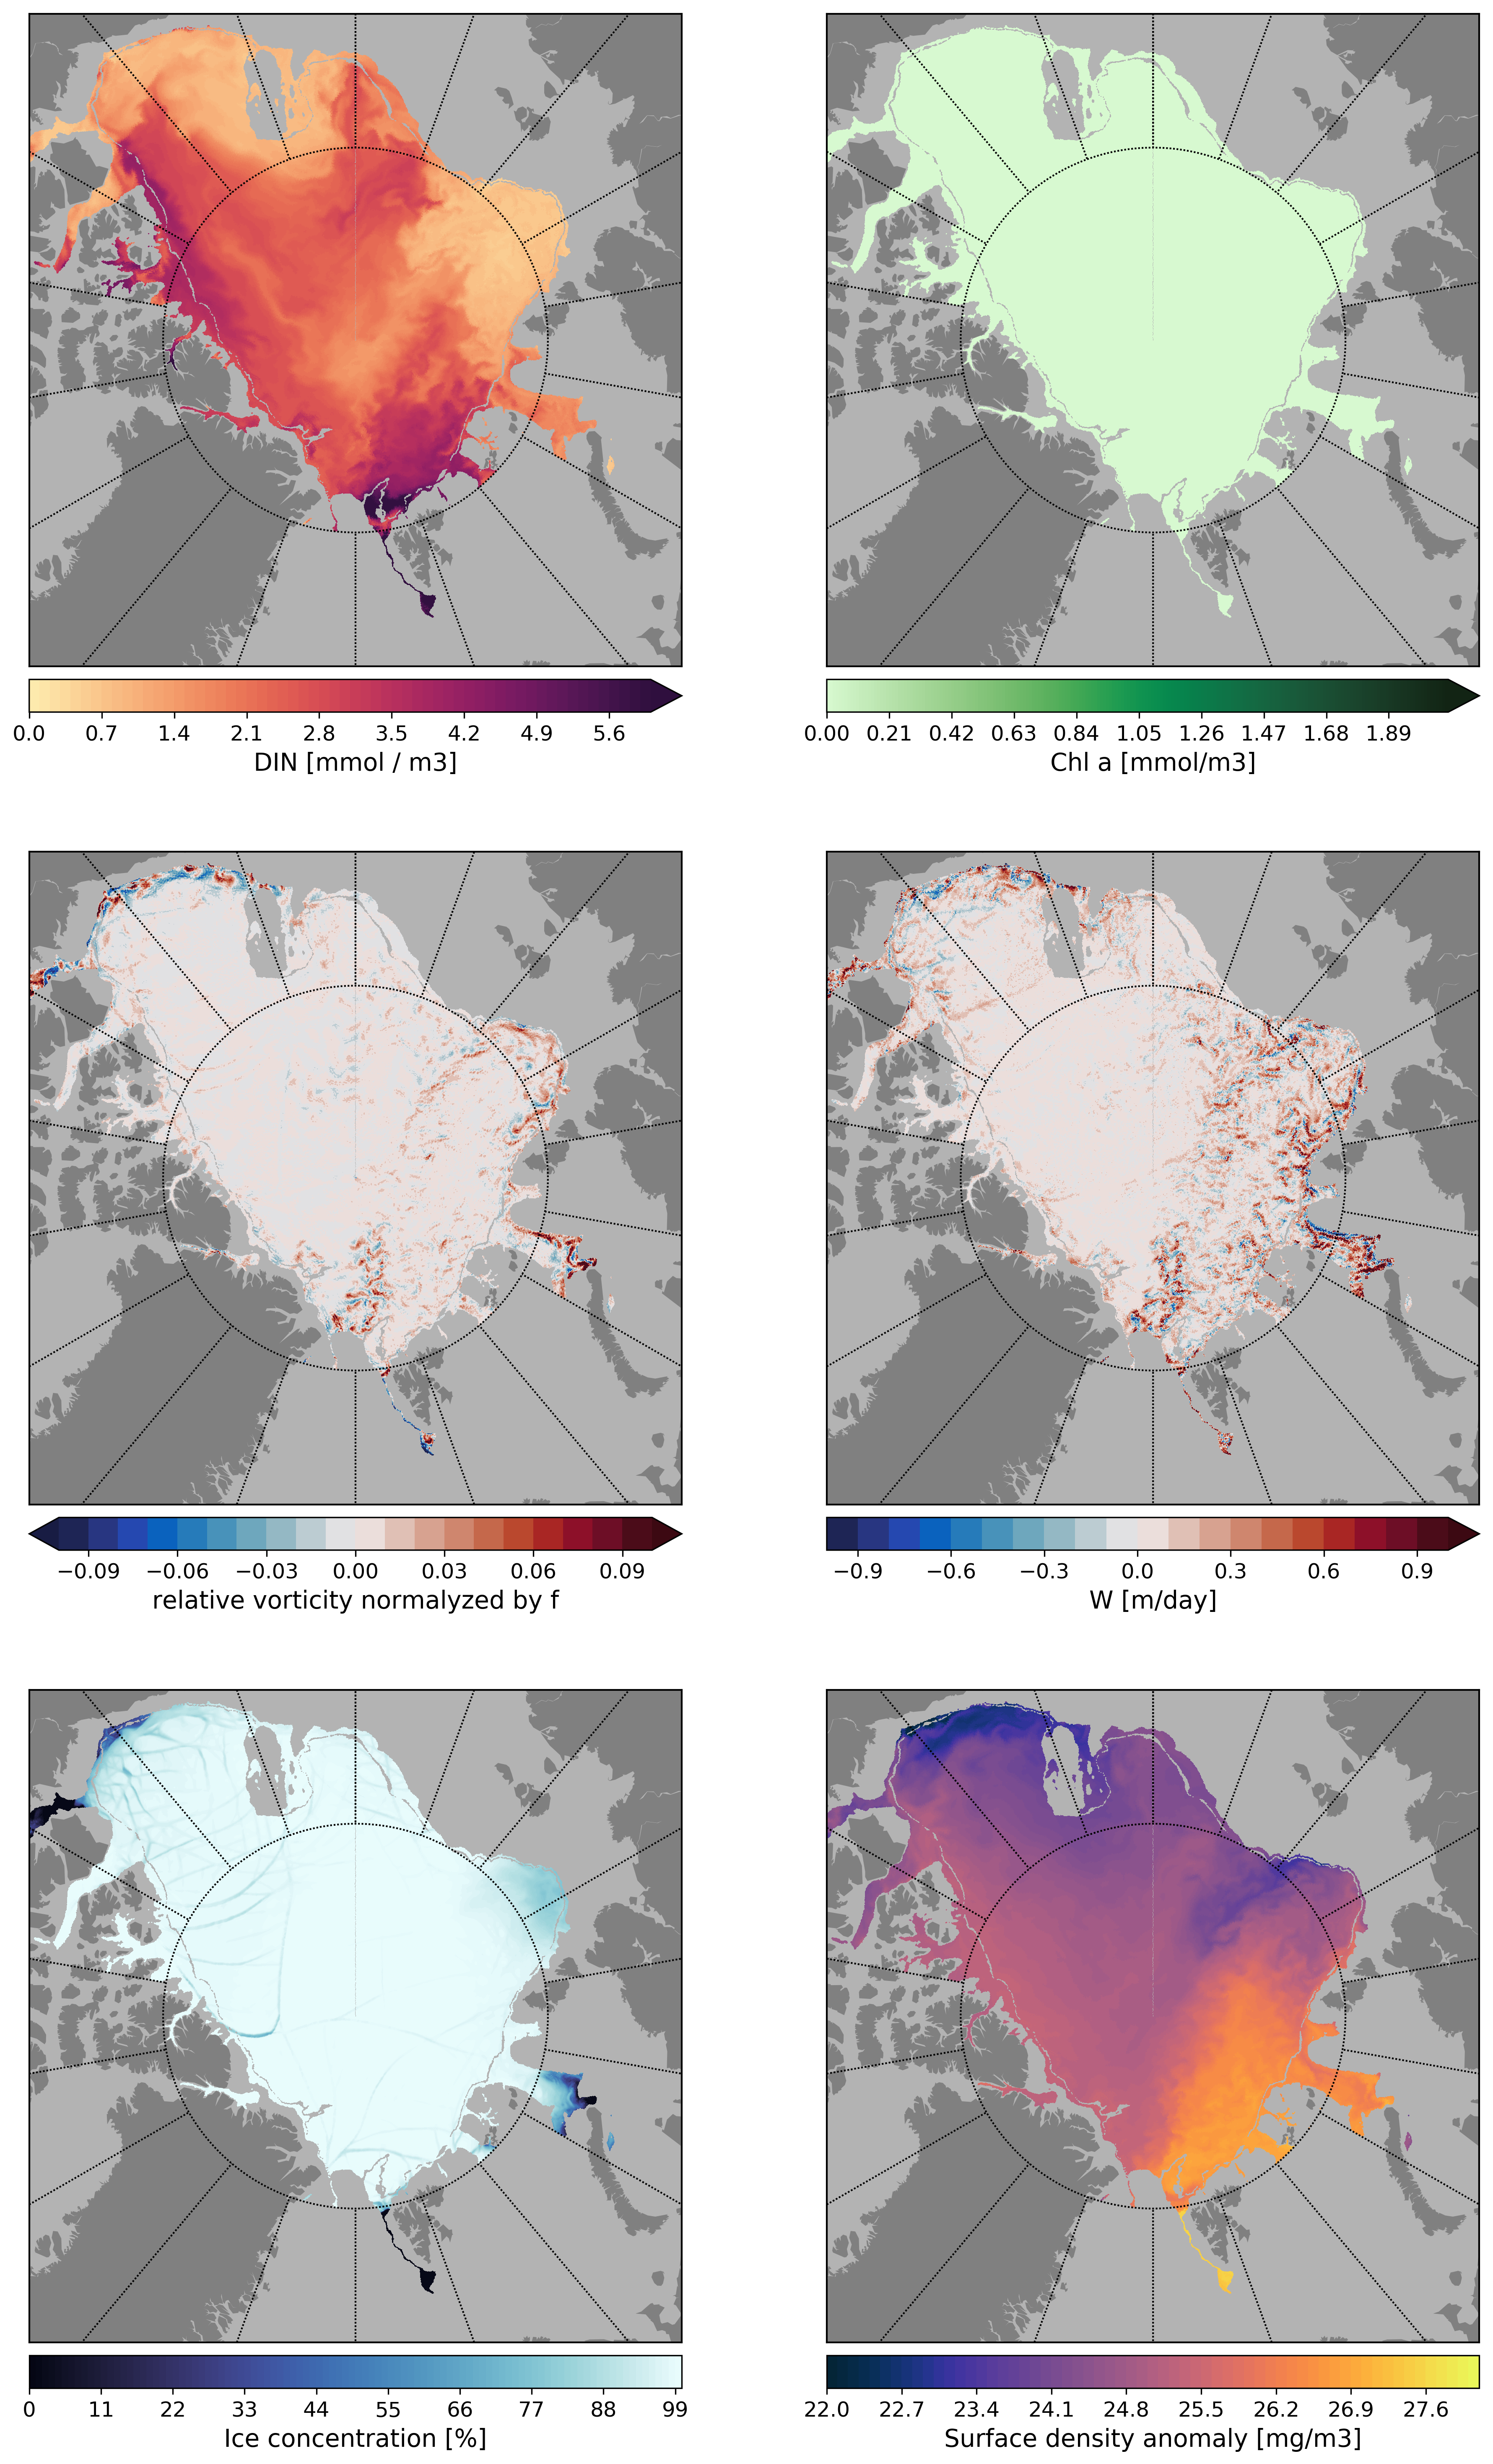 0.0 0.7 1.4 2.1 2.8 3.5 4.2 4.9 5.6
DIN [mmol / m3]
0.00 0.21 0.42 0.63 0.84 1.05 1.26 1.47 1.68 1.89
Chl a [mmol/m3]
−0.09 −0.06 −0.03 0.00 0.03 0.06 0.09
relative vorticity normalyzed by f
−0.9 −0.6 −0.3 0.0 0.3 0.6 0.9
W [m/day]
0 11 22 33 44 55 66 77 88 99
Ice concentration [%]
22.0 22.7 23.4 24.1 24.8 25.5 26.2 26.9 27.6
Surface density anomaly [mg/m3]